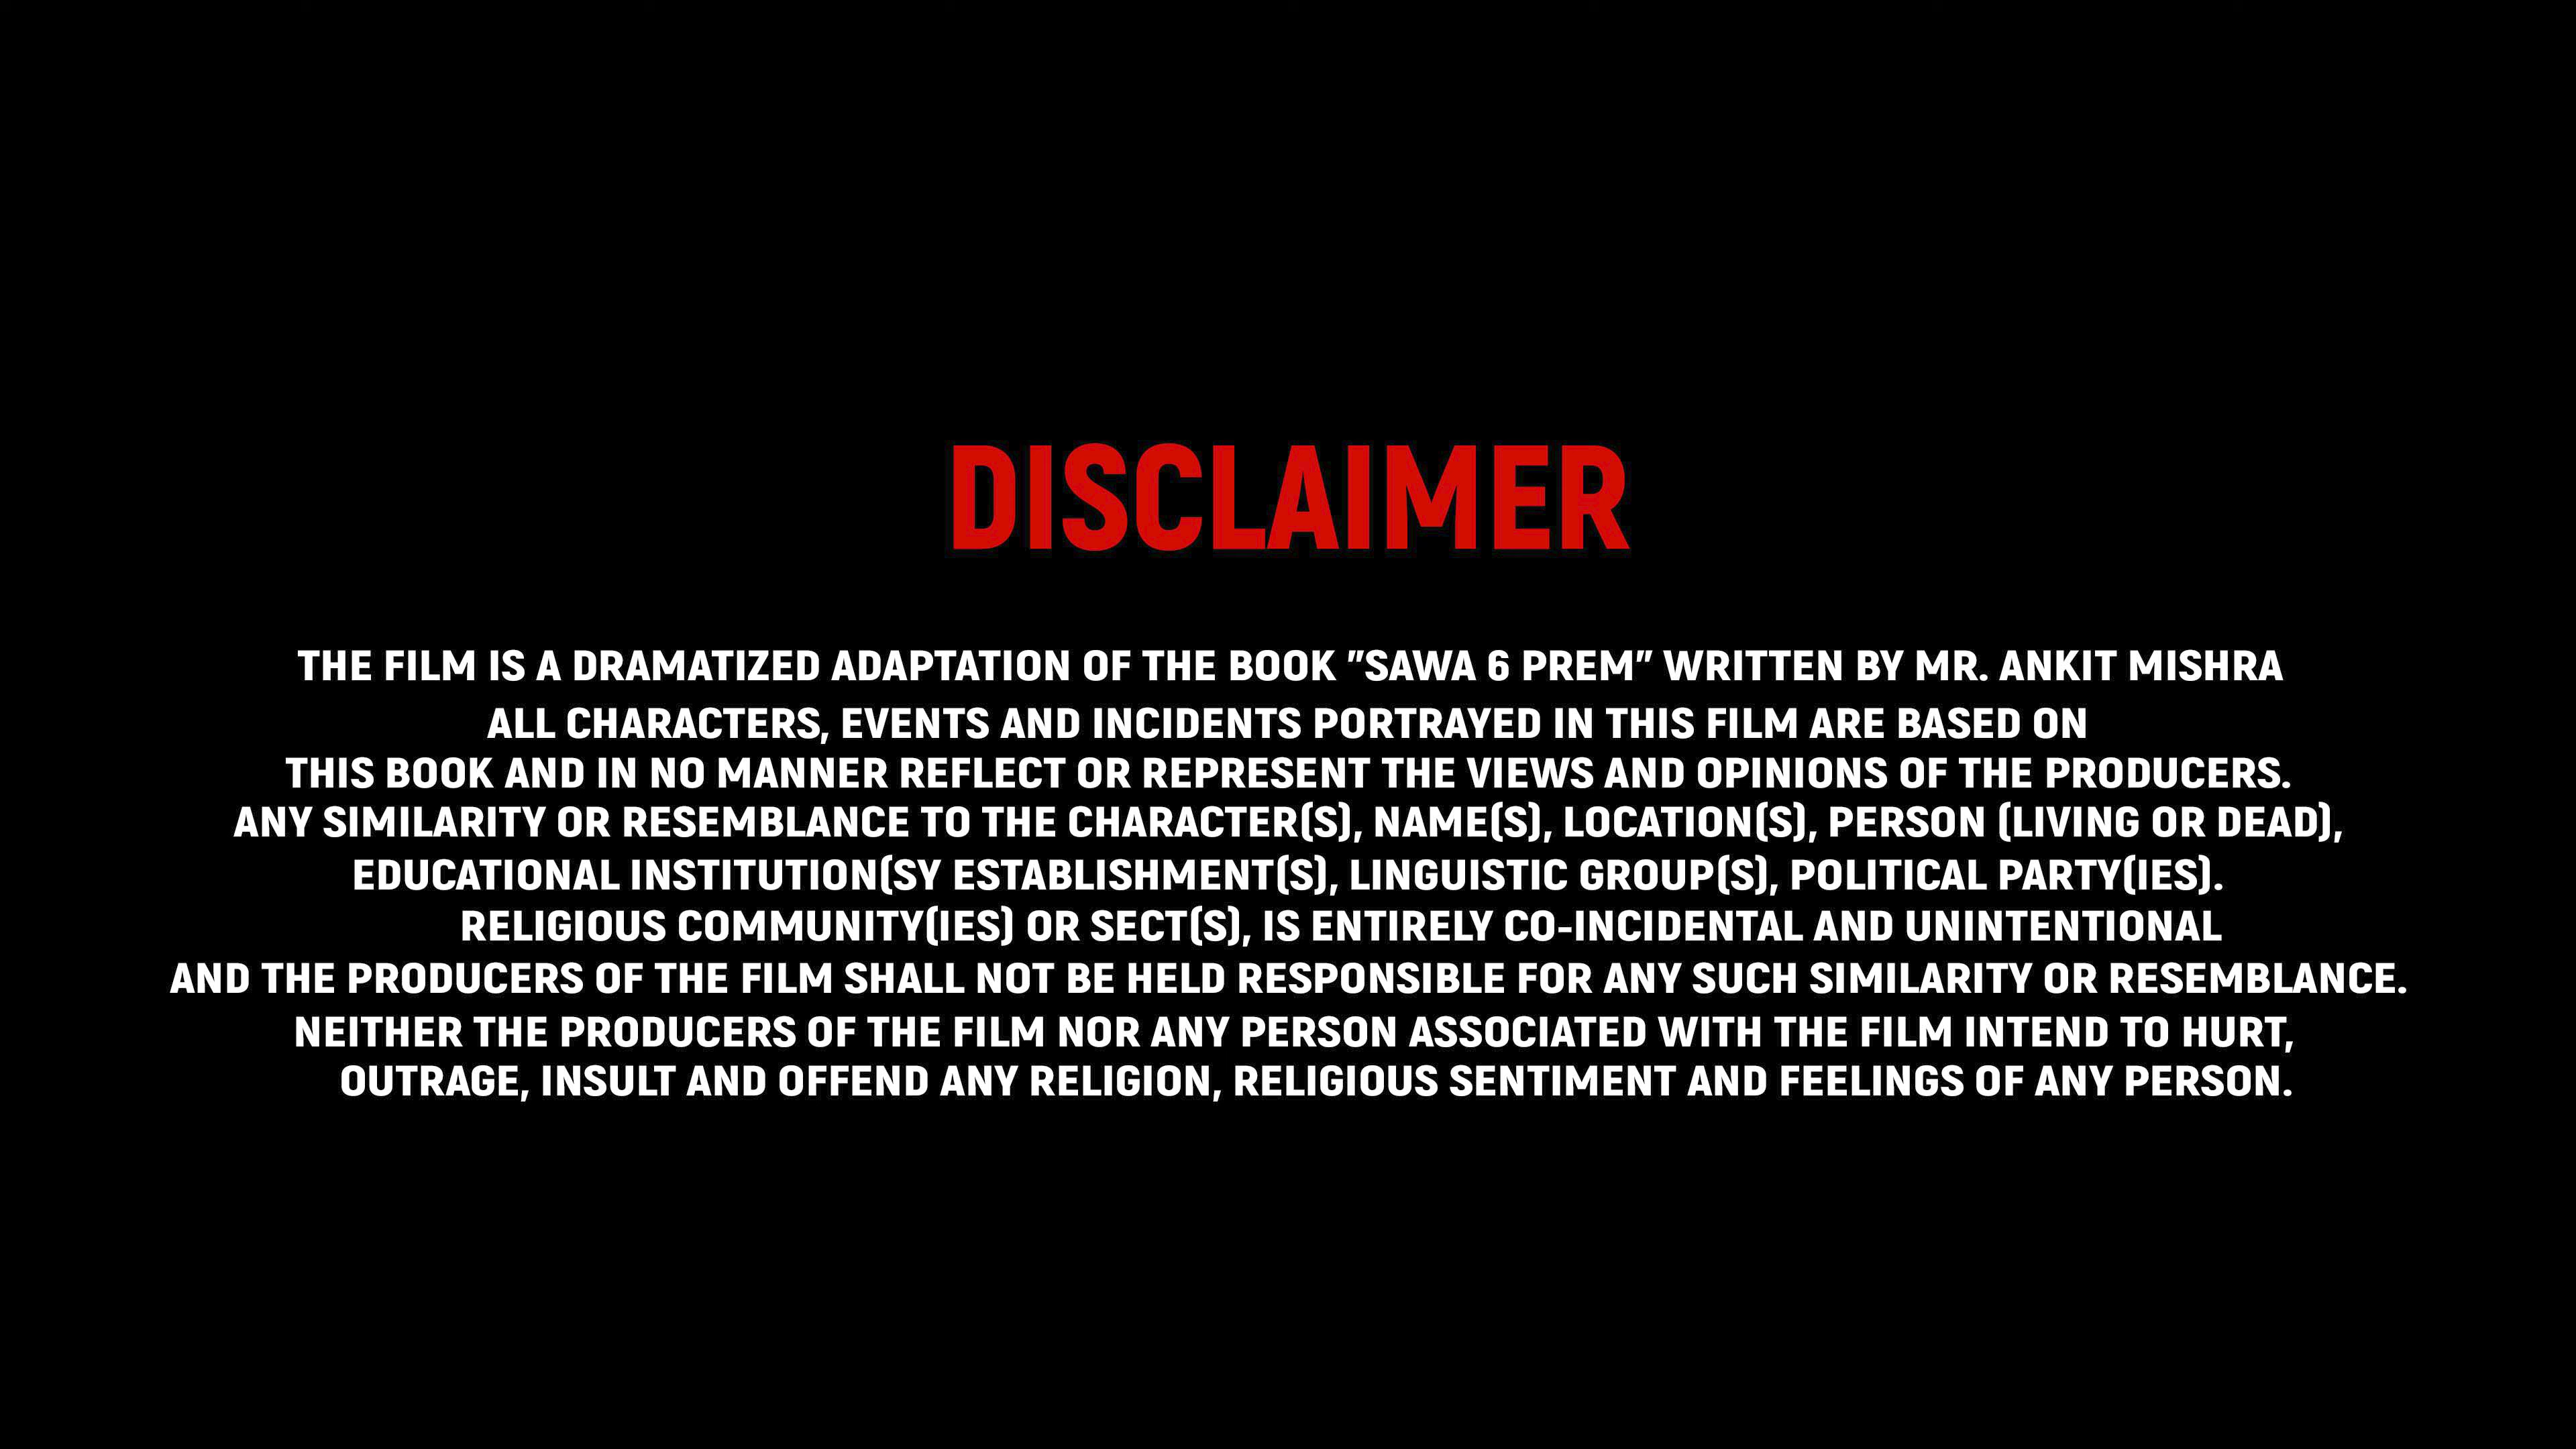 DISCLAIMER
THE FILM IS A DRAMATIZED ADAPTATION OF THE BOOK "SAWA 6 PREM" WRITTEN BY MR. ANKIT MISHRA
ALL CHARACTERS, EVENTS AND INCIDENTS PORTRAYED IN THIS FILM ARE BASED ON
THIS BOOK AND IN NO MANNER REFLECT OR REPRESENT THE VIEWS AND OPINIONS OF THE PRODUCERS.
ANY SIMILARITY OR RESEMBLANCE TO THE CHARACTER(S), NAME(S), LOCATION(S), PERSON (LIVING OR DEAD),
EDUCATIONAL INSTITUTION(SY ESTABLISHMENT(S), LINGUISTIC GROUP(S), POLITICAL PARTY(IES).
RELIGIOUS COMMUNITY(IES) OR SECT(S), IS ENTIRELY CO-INCIDENTAL AND UNINTENTIONAL
AND THE PRODUCERS OF THE FILM SHALL NOT BE HELD RESPONSIBLE FOR ANY SUCH SIMILARITY OR RESEMBLANCE.
NEITHER THE PRODUCERS OF THE FILM NOR ANY PERSON ASSOCIATED WITH THE FILM INTEND TO HURT,
OUTRAGE, INSULT AND OFFEND ANY RELIGION, RELIGIOUS SENTIMENT AND FEELINGS OF ANY PERSON.